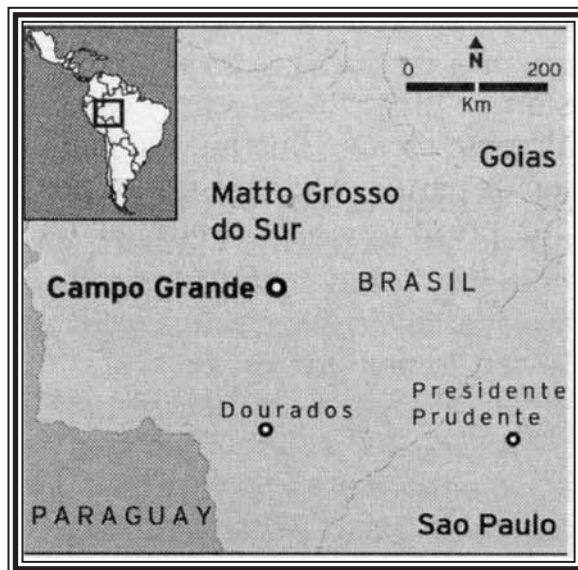 N
0 200
Km
Goias
Matto Grosso
do Sur
Campo Grande
BRASIL
Presidente
Prudente
Dourados
PARAGUAY
Sao Paulo